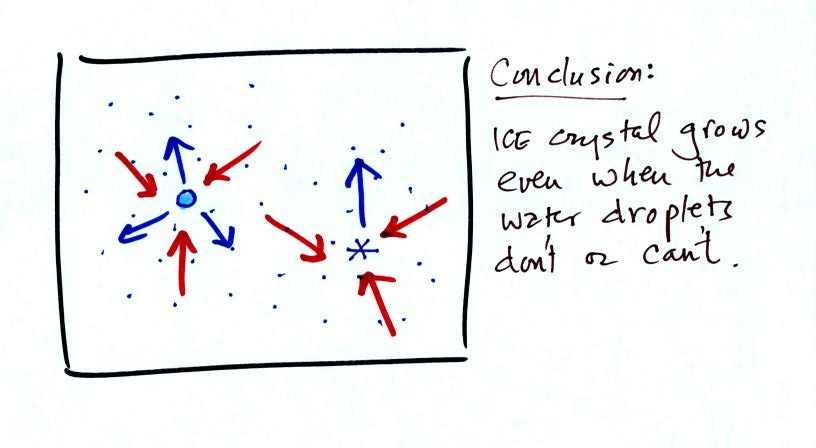 Conclusion:
ICE crystal grows
even when the
water droplets
don't or can't.